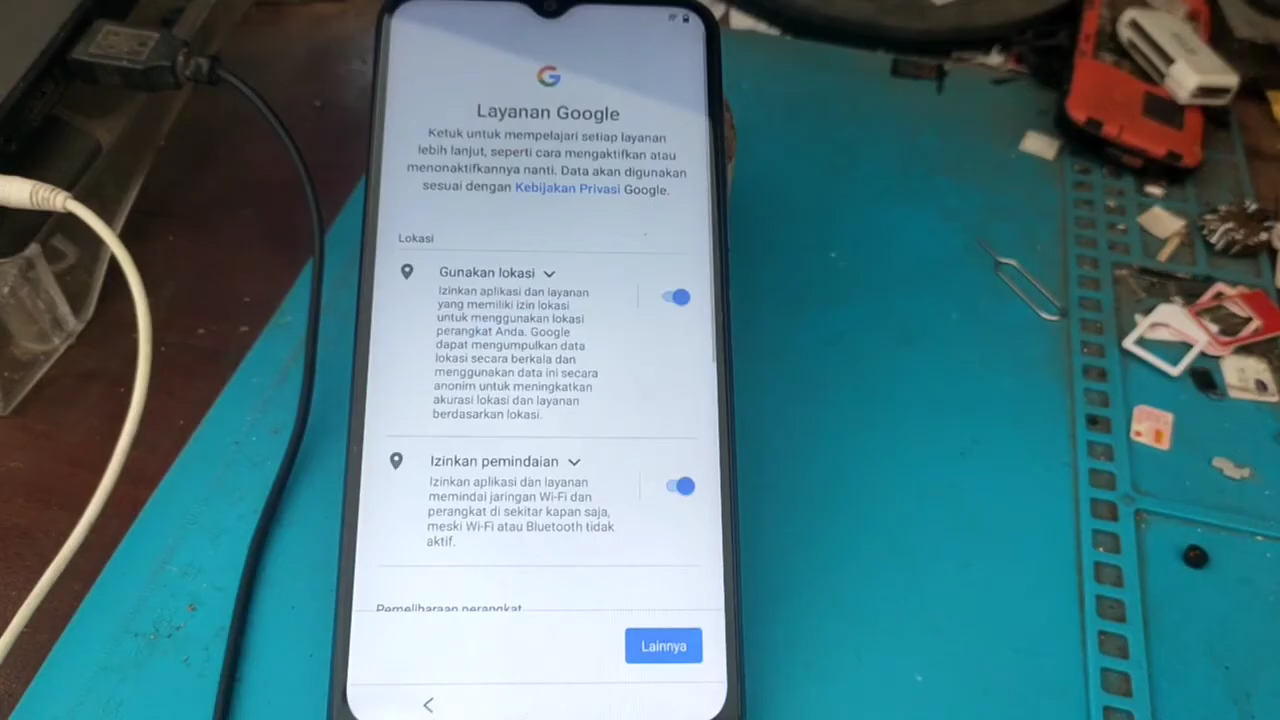 Layanan Google
Ketuk untuk mempelajari setiap layanan
lebih lanjut, seperti cara mengaktifkan atau
menonaktifkannya nanti. Data akan digunakan
sesuai dengan Kebijakan Privasi Google.
Lokasi
Gunakan lokasi
Izinkan aplikasi dan layanan
yang memiliki izin lokasi
untuk menggunakan lokasi
perangkat Anda. Google
dapat mengumpulkan data
lokasi secara berkala dan
menggunakan data ini secara
anonim untuk meningkatkan
akurasi lokasi dan layanan
berdasarkan lokasi.
Izinkan pemindaian
Izinkan aplikasi dan layanan
memindai jaringan Wi-Fi dan
perangkat di sekitar kapan saja,
meski Wi-Fi atau Bluetooth tidak
aktif.
Pemeliharaan perangkat
Lainnya